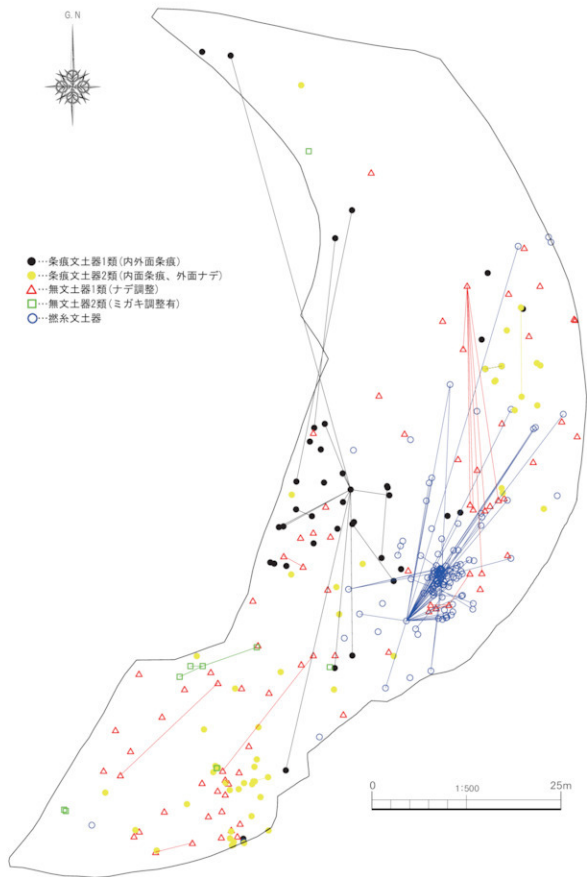 G. N
●…条痕文土器1類(内外面条痕)
●…条痕文土器2類(内面条痕、外面ナデ)
△…無文土器1類(ナデ調整)
□…無文土器2類(ミガキ調整有)
○…撚糸文土器
0 1:500 25m